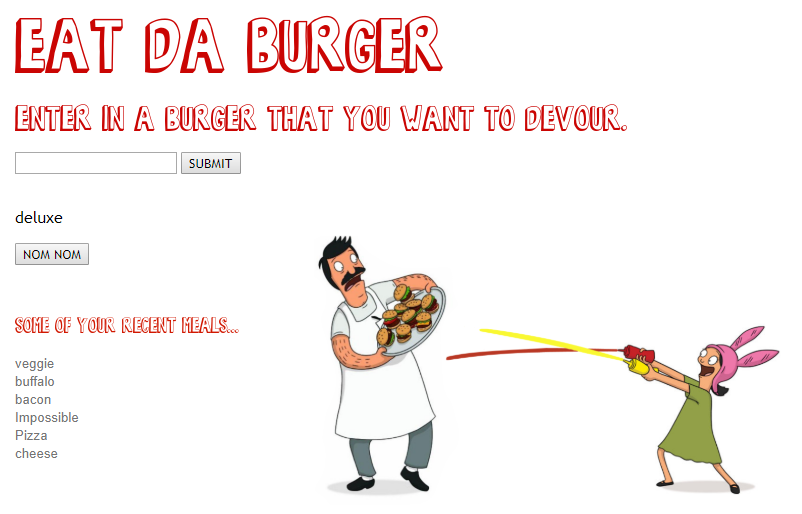 EAT DA BURGER
ENTER IN A BURGER THAT YOU WANT TO DEVOUR.
SUBMIT
deluxe
NOM NOM
SOME OF YOUR RECENT MEALS...
veggie
buffalo
bacon
Impossible
Pizza
cheese